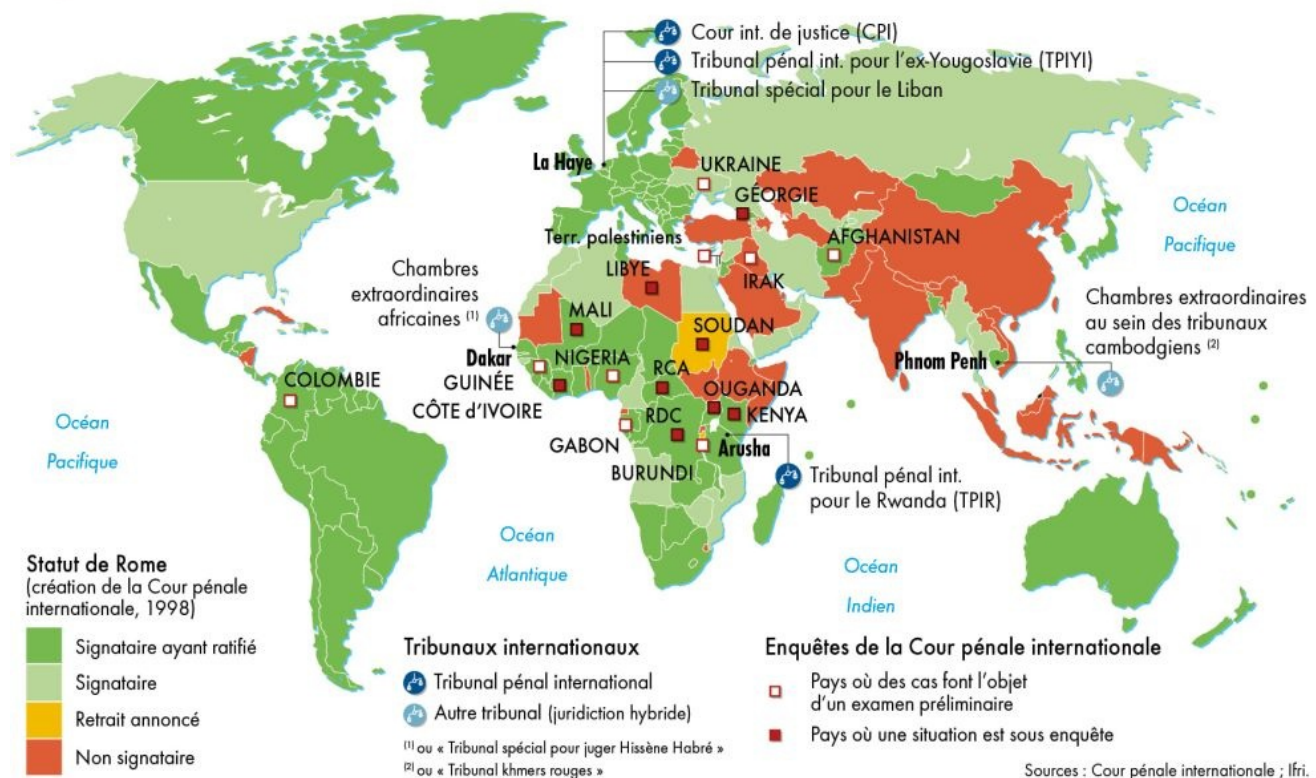 Cour int. de justice (CPI)
Tribunal pénal int. pour l'ex-Yougoslavie (TPIYI)
Tribunal spécial pour le Liban
La Haye
UKRAINE
GÉORGIE
Océan
Pacifique
Terr. palestiniens
AFGHANISTAN
Chambres
extraordinaires
africaines (1)
LIBYE
IRAK
Chambres extraordinaires
au sein des tribunaux
cambodgiens (2)
MALI
SOUDAN
Dakar
NIGERIA
Phnom Penh
COLOMBIE
GUINÉE
RCA
OUGANDA
CÔTE d'IVOIRE
RDC
KENYA
Océan
Pacifique
GABON
Arusha
BURUNDI
Tribunal pénal int.
pour le Rwanda (TPIR)
Océan
Atlantique
Océan
Indien
Statut de Rome
(création de la Cour pénale
internationale, 1998)
Signataire ayant ratifié
Signataire
Retrait annoncé
Non signataire
Tribunaux internationaux
Tribunal pénal international
Autre tribunal (juridiction hybride)
(1) ou « Tribunal spécial pour juger Hissène Habré »
(2) ou « Tribunal khmers rouges »
Enquêtes de la Cour pénale internationale
Pays où des cas font l'objet
d'un examen préliminaire
Pays où une situation est sous enquête
Sources : Cour pénale internationale ; Ifri.